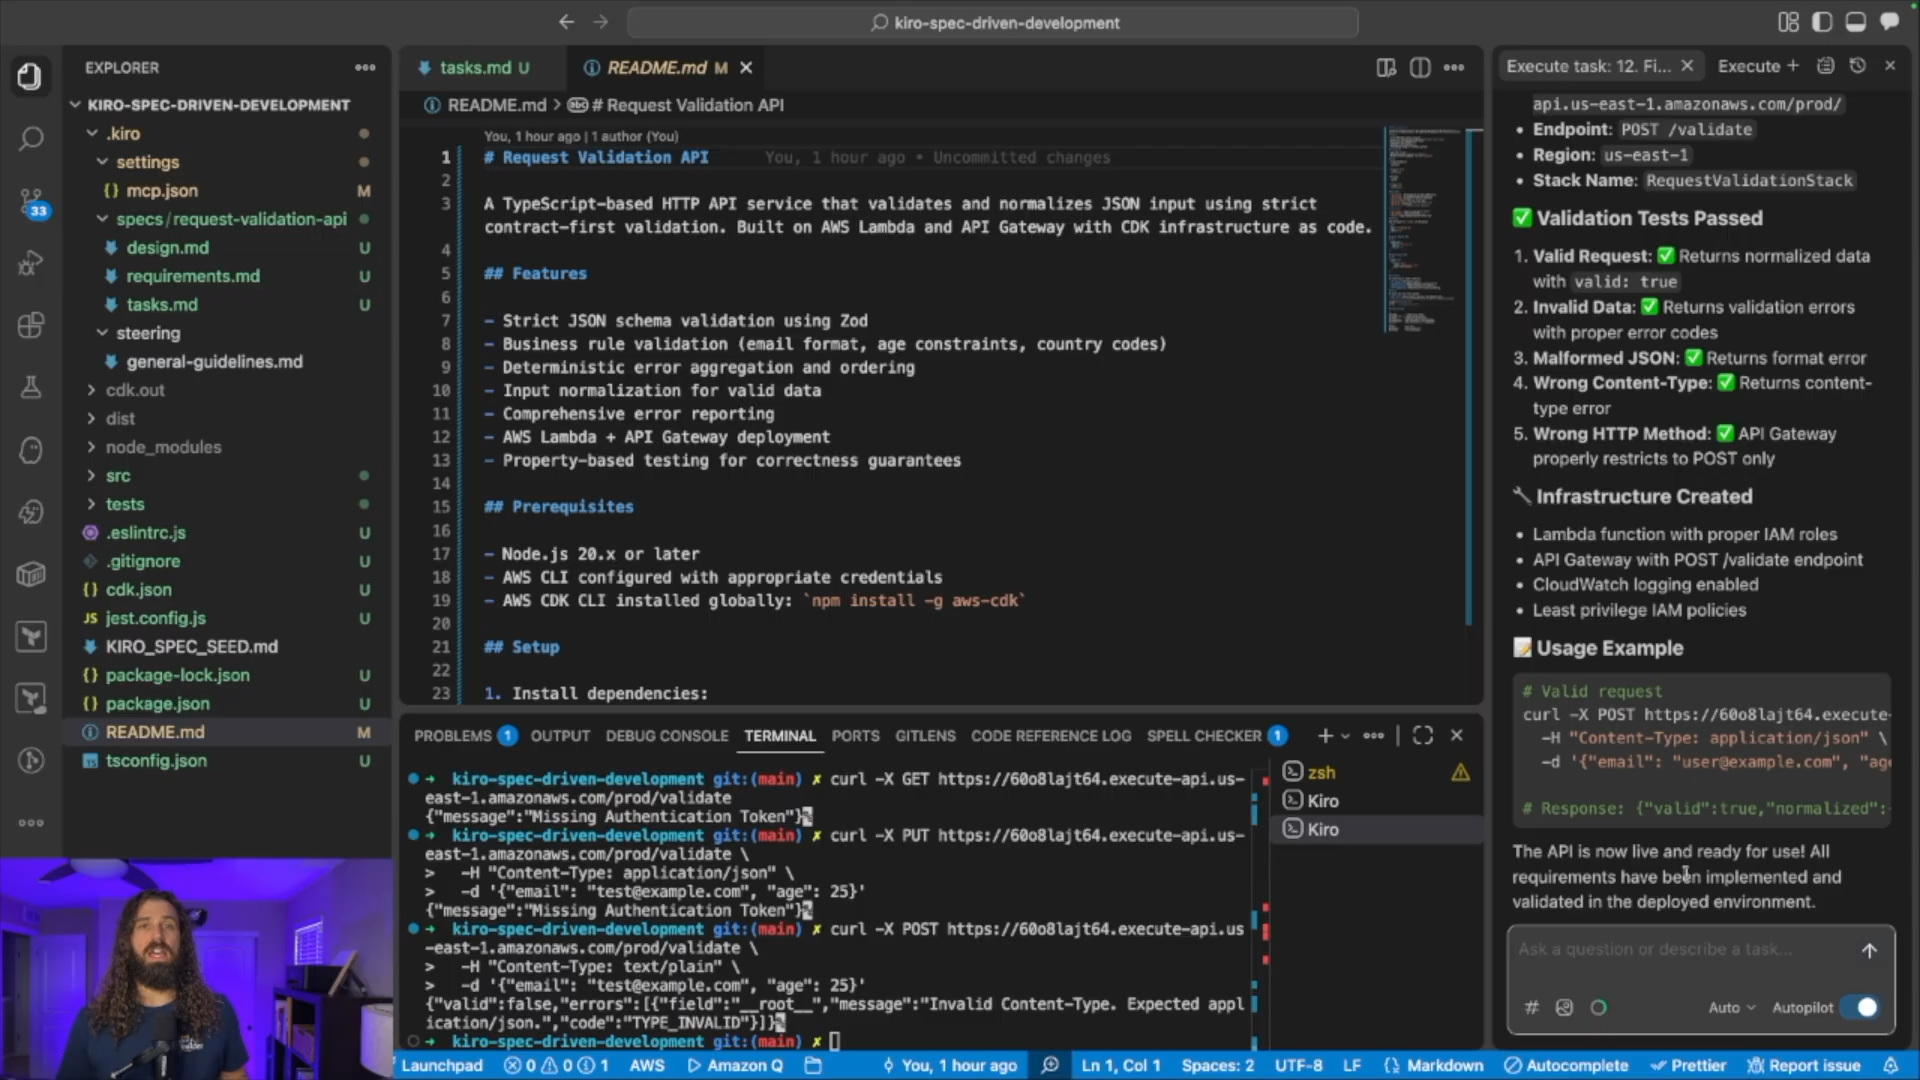 kiro-spec-driven-development
EXPLORER
KIRO-SPEC-DRIVEN-DEVELOPMENT
.kiro
settings
{} mcp.json M
specs/request-validation-api
design.md U
requirements.md U
tasks.md U
steering
general-guidelines.md
cdk.out
dist
node_modules
src
tests
.eslintrc.js U
.gitignore U
{} cdk.json U
JS jest.config.js U
KIRO_SPEC_SEED.md
{} package-lock.json U
{} package.json U
README.md M
tsconfig.json U
33
tasks.md U
README.md M
README.md > # Request Validation API
You, 1 hour ago | 1 author (You)
1 # Request Validation API You, 1 hour ago • Uncommitted changes
2
3 A TypeScript-based HTTP API service that validates and normalizes JSON input using strict
contract-first validation. Built on AWS Lambda and API Gateway with CDK infrastructure as code.
4
5 ## Features
6
7 - Strict JSON schema validation using Zod
8 - Business rule validation (email format, age constraints, country codes)
9 - Deterministic error aggregation and ordering
10 - Input normalization for valid data
11 - Comprehensive error reporting
12 - AWS Lambda + API Gateway deployment
13 - Property-based testing for correctness guarantees
14
15 ## Prerequisites
16
17 - Node.js 20.x or later
18 - AWS CLI configured with appropriate credentials
19 - AWS CDK CLI installed globally: `npm install -g aws-cdk`
20
21 ## Setup
22
23 1. Install dependencies:
PROBLEMS 1 OUTPUT DEBUG CONSOLE TERMINAL PORTS GITLENS CODE REFERENCE LOG SPELL CHECKER 1
➜ kiro-spec-driven-development git:(main) ✗ curl -X GET https://60o8lajt64.execute-api.us-
east-1.amazonaws.com/prod/validate
{"message":"Missing Authentication Token"}%
➜ kiro-spec-driven-development git:(main) ✗ curl -X PUT https://60o8lajt64.execute-api.us-
east-1.amazonaws.com/prod/validate \
> -H "Content-Type: application/json" \
> -d '{"email": "test@example.com", "age": 25}'
{"message":"Missing Authentication Token"}%
➜ kiro-spec-driven-development git:(main) ✗ curl -X POST https://60o8lajt64.execute-api.us
-east-1.amazonaws.com/prod/validate \
> -H "Content-Type: text/plain" \
> -d '{"email": "test@example.com", "age": 25}'
{"valid":false,"errors":[{"field":"__root__","message":"Invalid Content-Type. Expected appl
ication/json.","code":"TYPE_INVALID"}]}%
➜ kiro-spec-driven-development git:(main) ✗
zsh
Kiro
Kiro
Execute task: 12. Fi... Execute
api.us-east-1.amazonaws.com/prod/
• Endpoint: POST /validate
• Region: us-east-1
• Stack Name: RequestValidationStack
✅ Validation Tests Passed
1. Valid Request: ✅ Returns normalized data
with valid: true
2. Invalid Data: ✅ Returns validation errors
with proper error codes
3. Malformed JSON: ✅ Returns format error
4. Wrong Content-Type: ✅ Returns content-
type error
5. Wrong HTTP Method: ✅ API Gateway
properly restricts to POST only
🔧 Infrastructure Created
• Lambda function with proper IAM roles
• API Gateway with POST /validate endpoint
• CloudWatch logging enabled
• Least privilege IAM policies
📝 Usage Example
# Valid request
curl -X POST https://60o8lajt64.execute-
-H "Content-Type: application/json" \
-d '{"email": "user@example.com", "age
# Response: {"valid":true,"normalized":
The API is now live and ready for use! All
requirements have been implemented and
validated in the deployed environment.
Ask a question or describe a task...
# Auto Autopilot
Launchpad 0 0 1 AWS Amazon Q You, 1 hour ago Ln 1, Col 1 Spaces: 2 UTF-8 LF {} Markdown Autocomplete Prettier Report issue